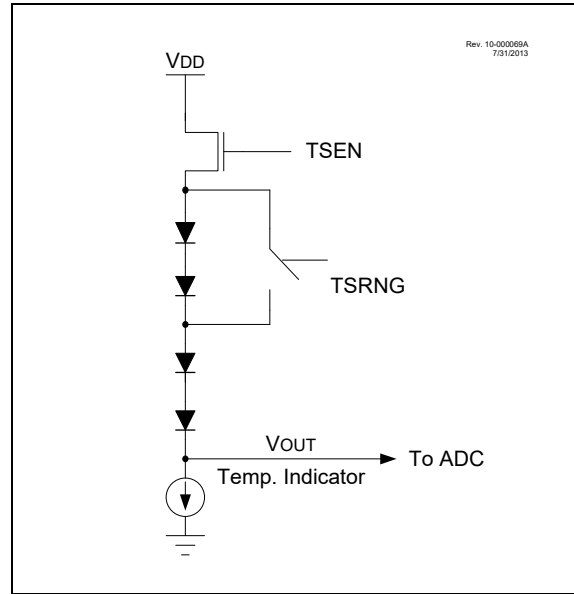 Rev. 10-000069A
7/31/2013
VDD
TSEN
TSRNG
VOUT
To ADC
Temp. Indicator